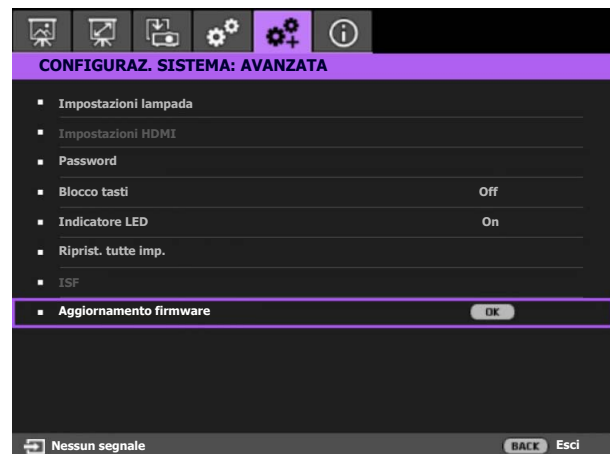 CONFIGURAZ. SISTEMA: AVANZATA
Impostazioni lampada
Impostazioni HDMI
Password
Blocco tasti Off
Indicatore LED On
Riprist. tutte imp.
ISF
Aggiornamento firmware OK
Nessun segnale BACK Esci